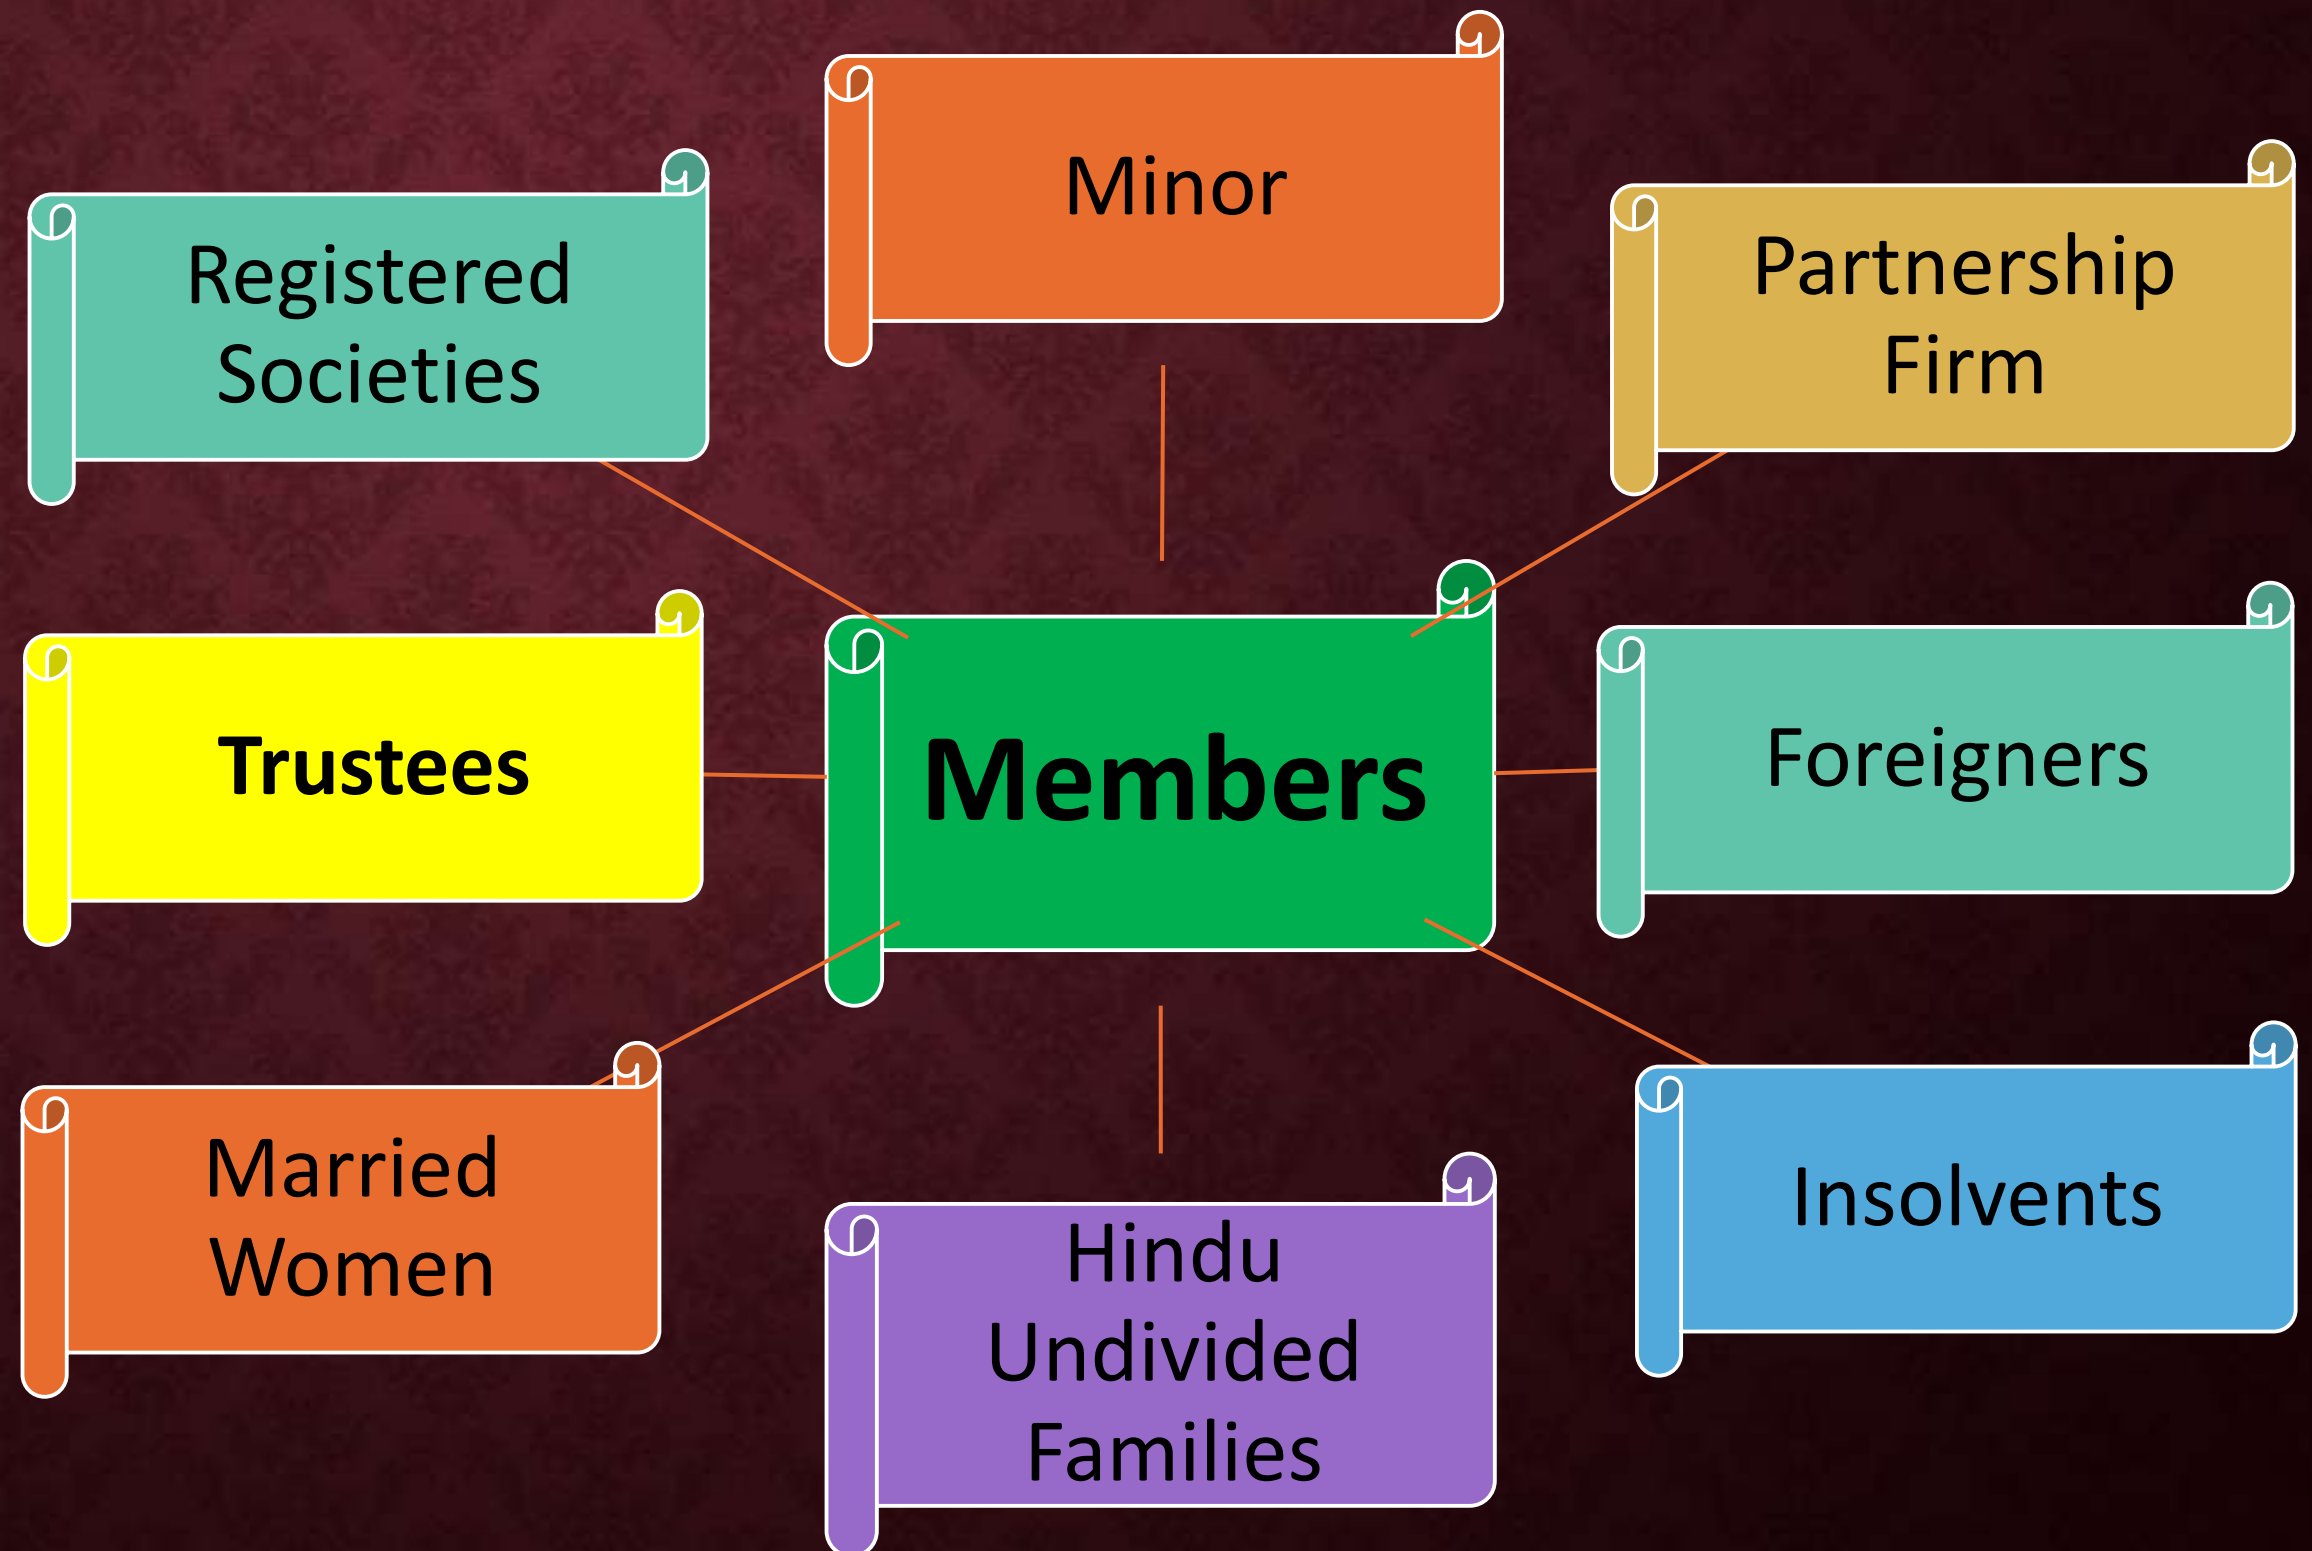 Minor
Registered
Societies
Partnership
Firm
Trustees
Members
Foreigners
Married
Women
Hindu
Undivided
Families
Insolvents